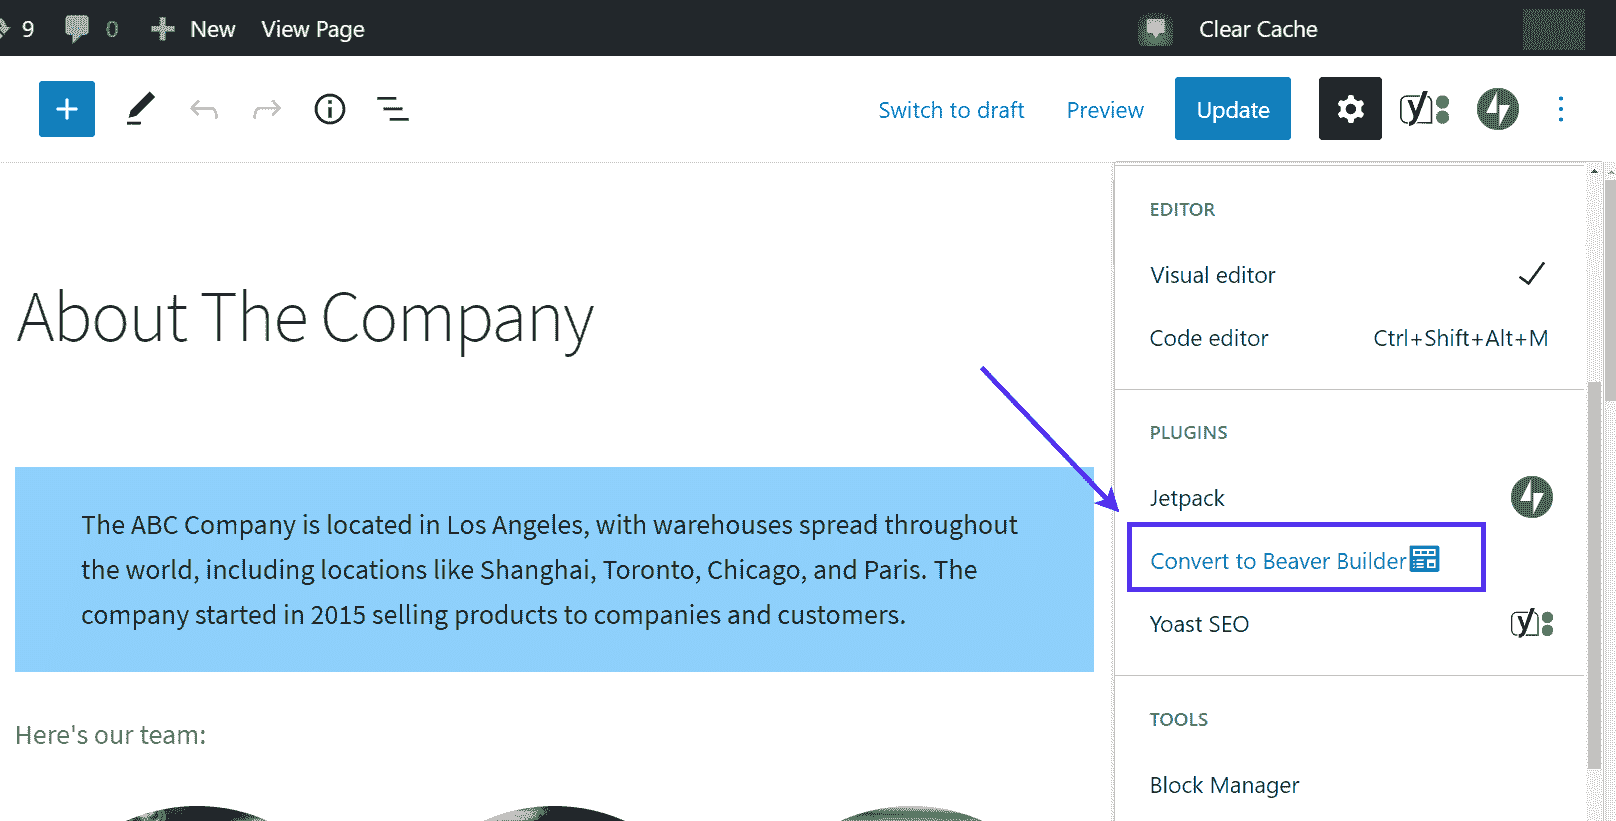 9 0 New View Page Clear Cache
Switch to draft Preview Update
EDITOR
Visual editor
Code editor Ctrl+Shift+Alt+M
About The Company
PLUGINS
Jetpack
Convert to Beaver Builder
Yoast SEO
The ABC Company is located in Los Angeles, with warehouses spread throughout
the world, including locations like Shanghai, Toronto, Chicago, and Paris. The
company started in 2015 selling products to companies and customers.
TOOLS
Block Manager
Here's our team: